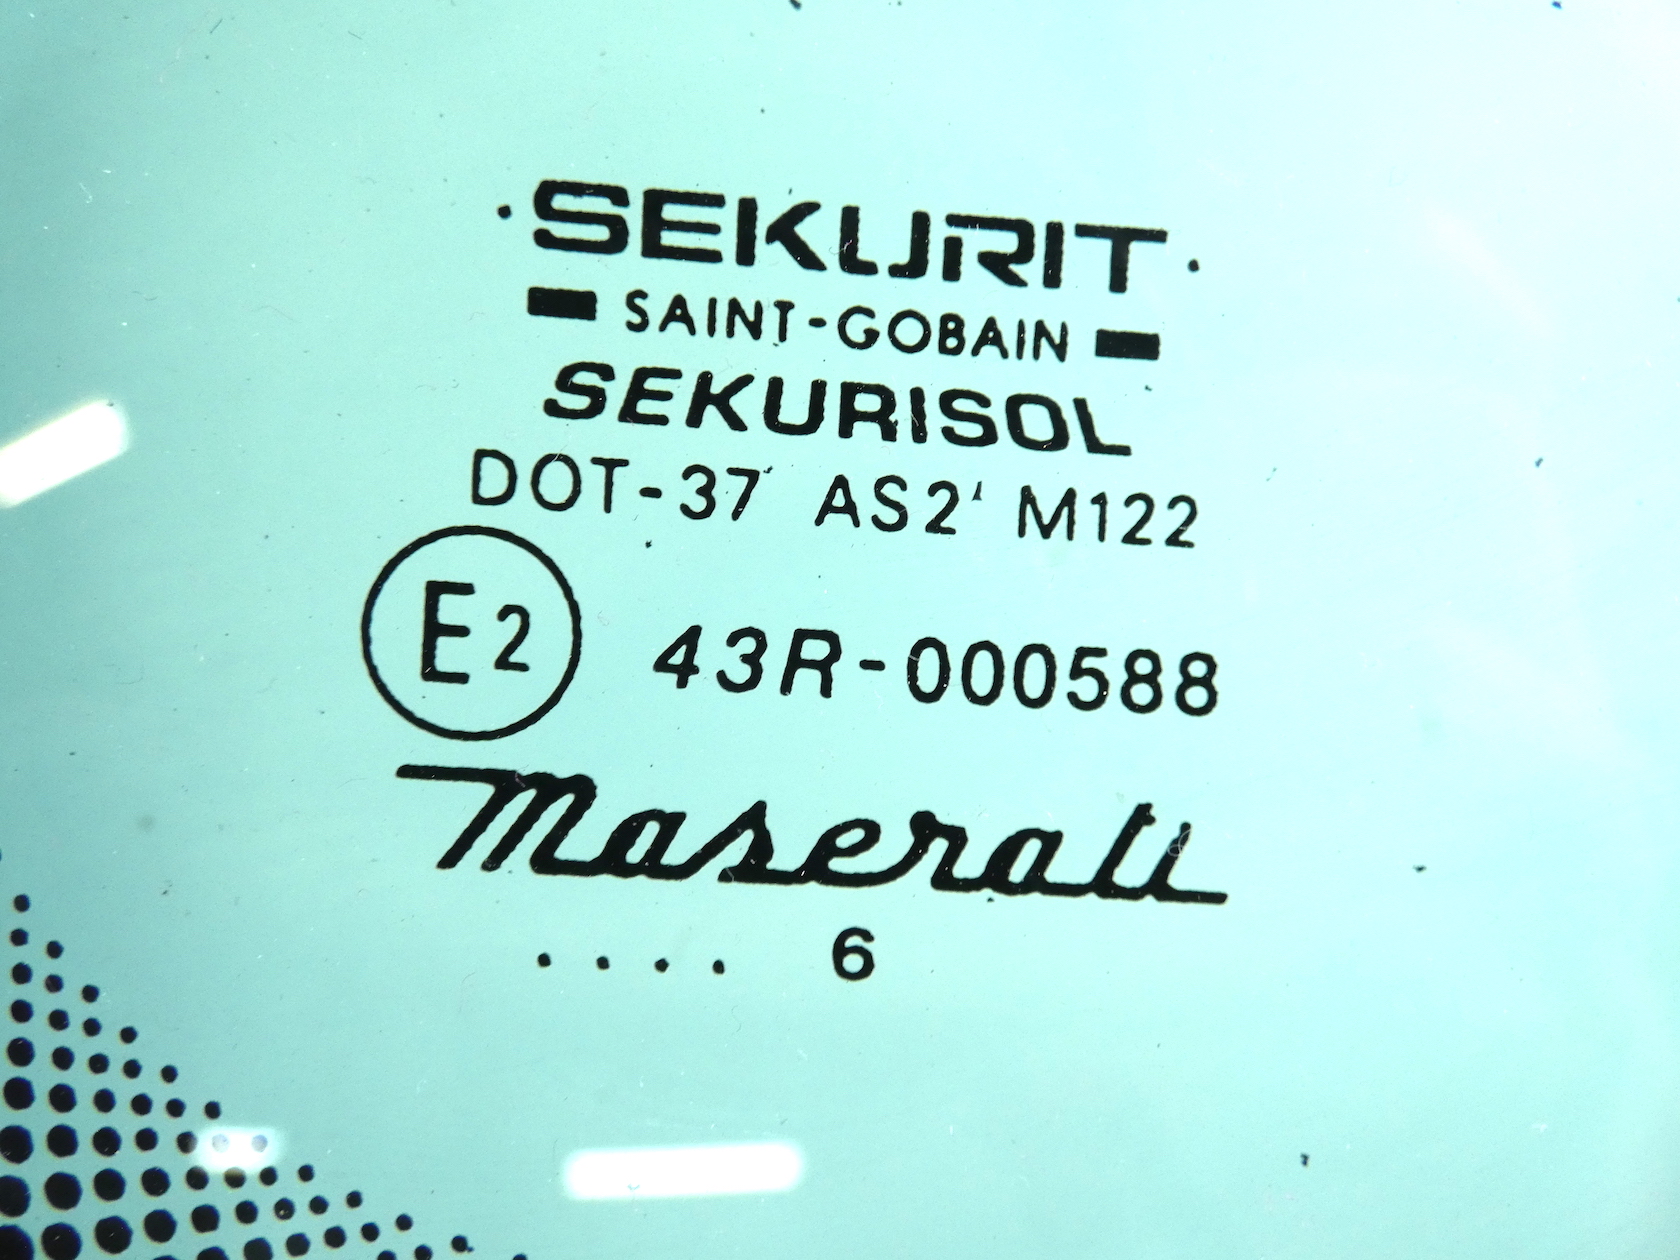 SEKURIT
SAINT-GOBAIN
SEKURISOL
DOT-37 AS2 M122
E2 43R-000588
Maserati
.... 6